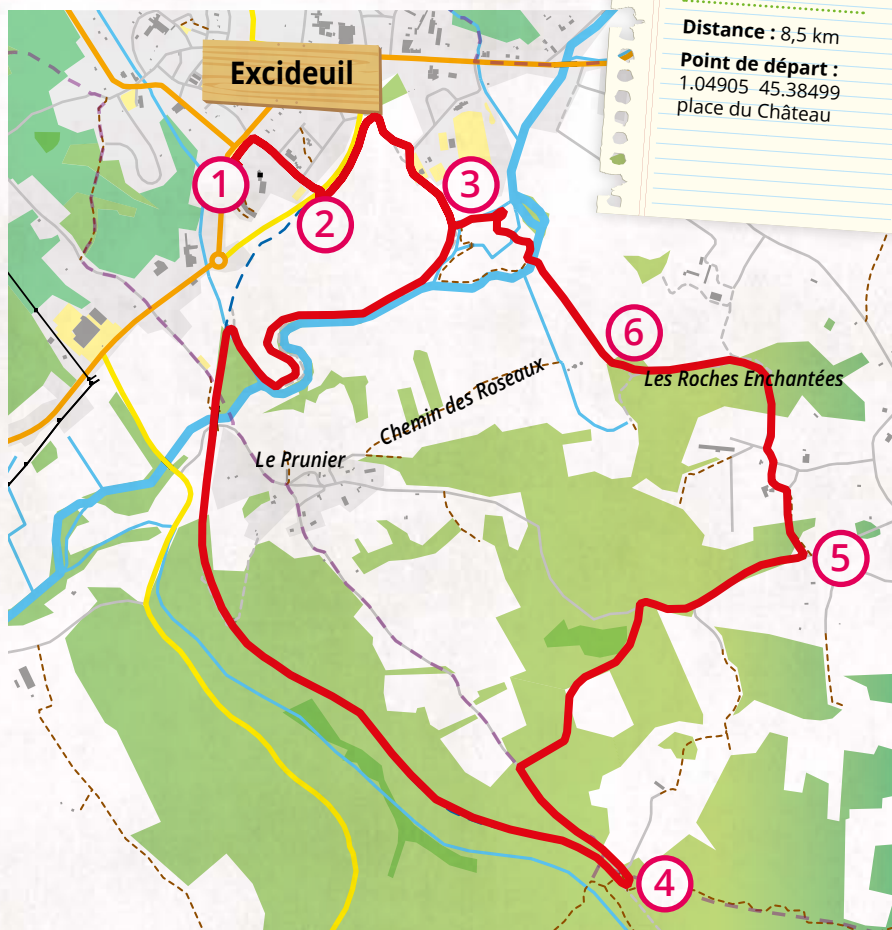 Distance : 8,5 km
Point de départ :
1.04905 45.38499
place du Château
Excideuil
1
2
3
6
Les Roches Enchantées
Chemin des Roseaux
Le Prunier
5
4